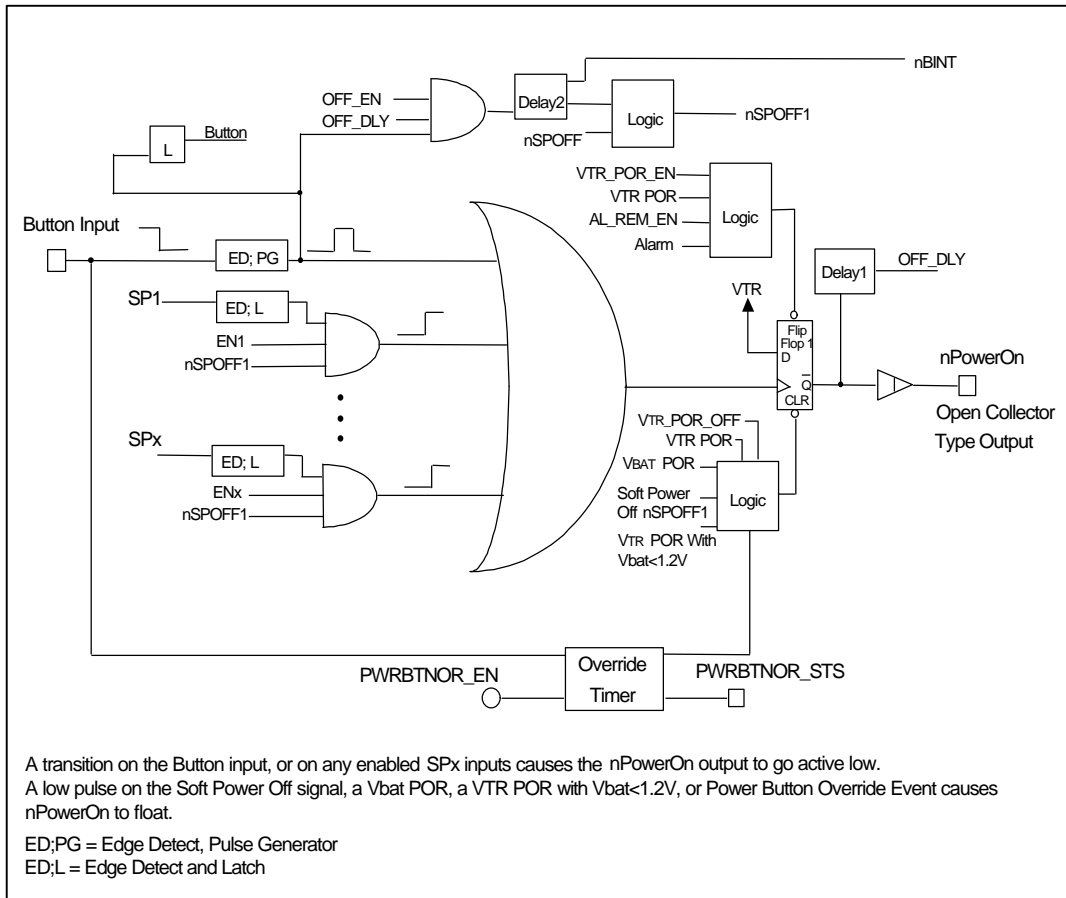 nBINT
OFF_EN
OFF_DLY
Delay2
Logic
nSPOFF1
nSPOFF
Button
L
VTR_POR_EN
VTR POR
AL_REM_EN
Alarm
Logic
Button Input
ED; PG
Delay1
OFF_DLY
VTR
SP1
ED; L
EN1
nSPOFF1
Flip
Flop 1
D
Q
CLR
nPowerOn
Open Collector
Type Output
SPx
ED; L
ENx
nSPOFF1
VTR_POR_OFF
VTR POR
VBAT POR
Soft Power
Off nSPOFF1
VTR POR With
Vbat<1.2V
Logic
PWRBTNOR_EN
Override
Timer
PWRBTNOR_STS
A transition on the Button input, or on any enabled SPx inputs causes the nPowerOn output to go active low.
A low pulse on the Soft Power Off signal, a Vbat POR, a VTR POR with Vbat<1.2V, or Power Button Override Event causes
nPowerOn to float.
ED;PG = Edge Detect, Pulse Generator
ED;L = Edge Detect and Latch